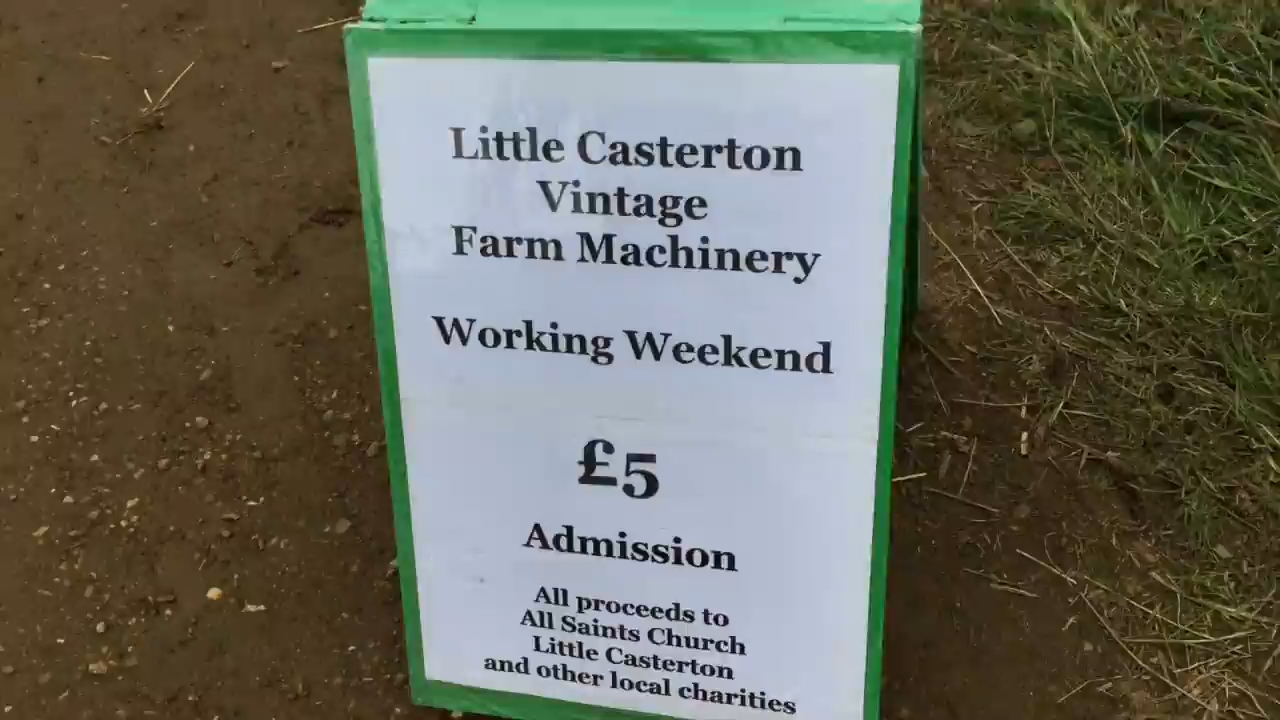 Little Casterton
Vintage
Farm Machinery
Working Weekend
£5
Admission
All proceeds to
All Saints Church
Little Casterton
and other local charities